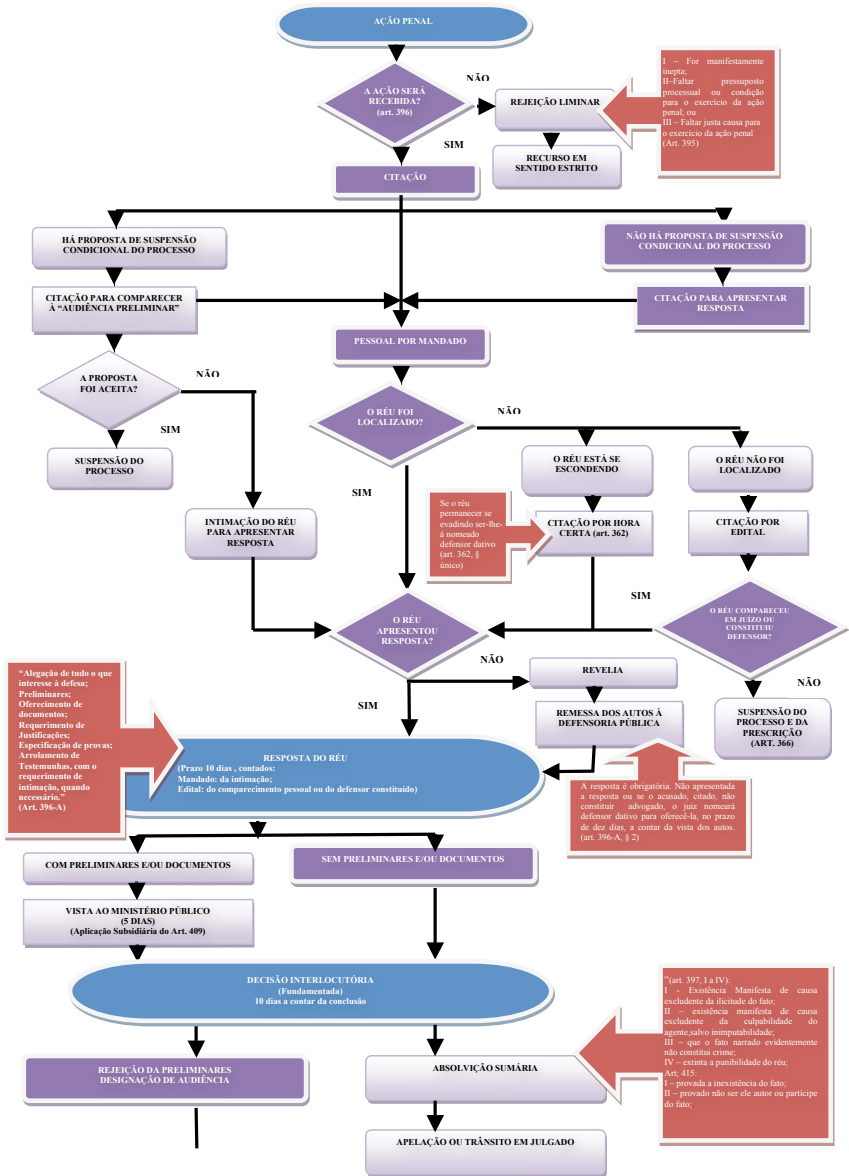 AÇÃO PENAL
A AÇÃO SERÁ
RECEBIDA?
(art. 396)
NÃO
REJEIÇÃO LIMINAR
I – For manifestamente
inepta;
II–Faltar pressuposto
processual ou condição
para o exercício da ação
penal; ou
III – Faltar justa causa para
o exercício da ação penal
(Art. 395)
SIM
RECURSO EM
SENTIDO ESTRITO
CITAÇÃO
HÁ PROPOSTA DE SUSPENSÃO
CONDICIONAL DO PROCESSO
NÃO HÁ PROPOSTA DE SUSPENSÃO
CONDICIONAL DO PROCESSO
CITAÇÃO PARA COMPARECER
À “AUDIÊNCIA PRELIMINAR”
CITAÇÃO PARA APRESENTAR
RESPOSTA
PESSOAL POR MANDADO
A PROPOSTA
FOI ACEITA?
NÃO
SIM
SUSPENSÃO DO
PROCESSO
O RÉU FOI
LOCALIZADO?
NÃO
O RÉU ESTÁ SE
ESCONDENDO
O RÉU NÃO FOI
LOCALIZADO
SIM
INTIMAÇÃO DO RÉU
PARA APRESENTAR
RESPOSTA
Se o réu
permanecer se
evadindo ser-lhe-
á nomeado
defensor dativo
(art. 362, §
único)
CITAÇÃO POR HORA
CERTA (art. 362)
CITAÇÃO POR
EDITAL
SIM
O RÉU COMPARECEU
EM JUÍZO OU
CONSTITUIU
DEFENSOR?
O RÉU
APRESENTOU
RESPOSTA?
NÃO
REVELIA
NÃO
“Alegação de tudo o que
interesse à defesa;
Preliminares;
Oferecimento de
documentos;
Requerimento de
Justificações;
Especificação de provas;
Arrolamento de
Testemunhas, com o
requerimento de
intimação, quando
necessário.”
(Art. 396-A)
SIM
REMESSA DOS AUTOS À
DEFENSORIA PÚBLICA
SUSPENSÃO DO
PROCESSO E DA
PRESCRIÇÃO
(ART. 366)
RESPOSTA DO RÉU
(Prazo 10 dias , contados:
Mandado: da intimação;
Edital: do comparecimento pessoal ou do defensor constituído)
A resposta é obrigatória. Não apresentada
a resposta ou se o acusado, citado, não
constituir advogado, o juiz nomeará
defensor dativo para oferecê-la, no prazo
de dez dias, a contar da vista dos autos.
(art. 396-A, § 2)
COM PRELIMINARES E/OU DOCUMENTOS
SEM PRELIMINARES E/OU DOCUMENTOS
VISTA AO MINISTÉRIO PÚBLICO
(5 DIAS)
(Aplicação Subsidiária do Art. 409)
DECISÃO INTERLOCUTÓRIA
(Fundamentada)
10 dias a contar da conclusão
“(art. 397, I a IV):
I - Existência Manifesta de causa
excludente da ilicitude do fato;
II – existência manifesta de causa
excludente da culpabilidade do
agente,salvo inimputabilidade;
III – que o fato narrado evidentemente
não constitui crime;
IV – extinta a punibilidade do réu;
Art; 415:
I – provada a inexistência do fato;
II – provado não ser ele autor ou partícipe
do fato;
REJEIÇÃO DA PRELIMINARES
DESIGNAÇÃO DE AUDIÊNCIA
ABSOLVIÇÃO SUMÁRIA
APELAÇÃO OU TRÂNSITO EM JULGADO